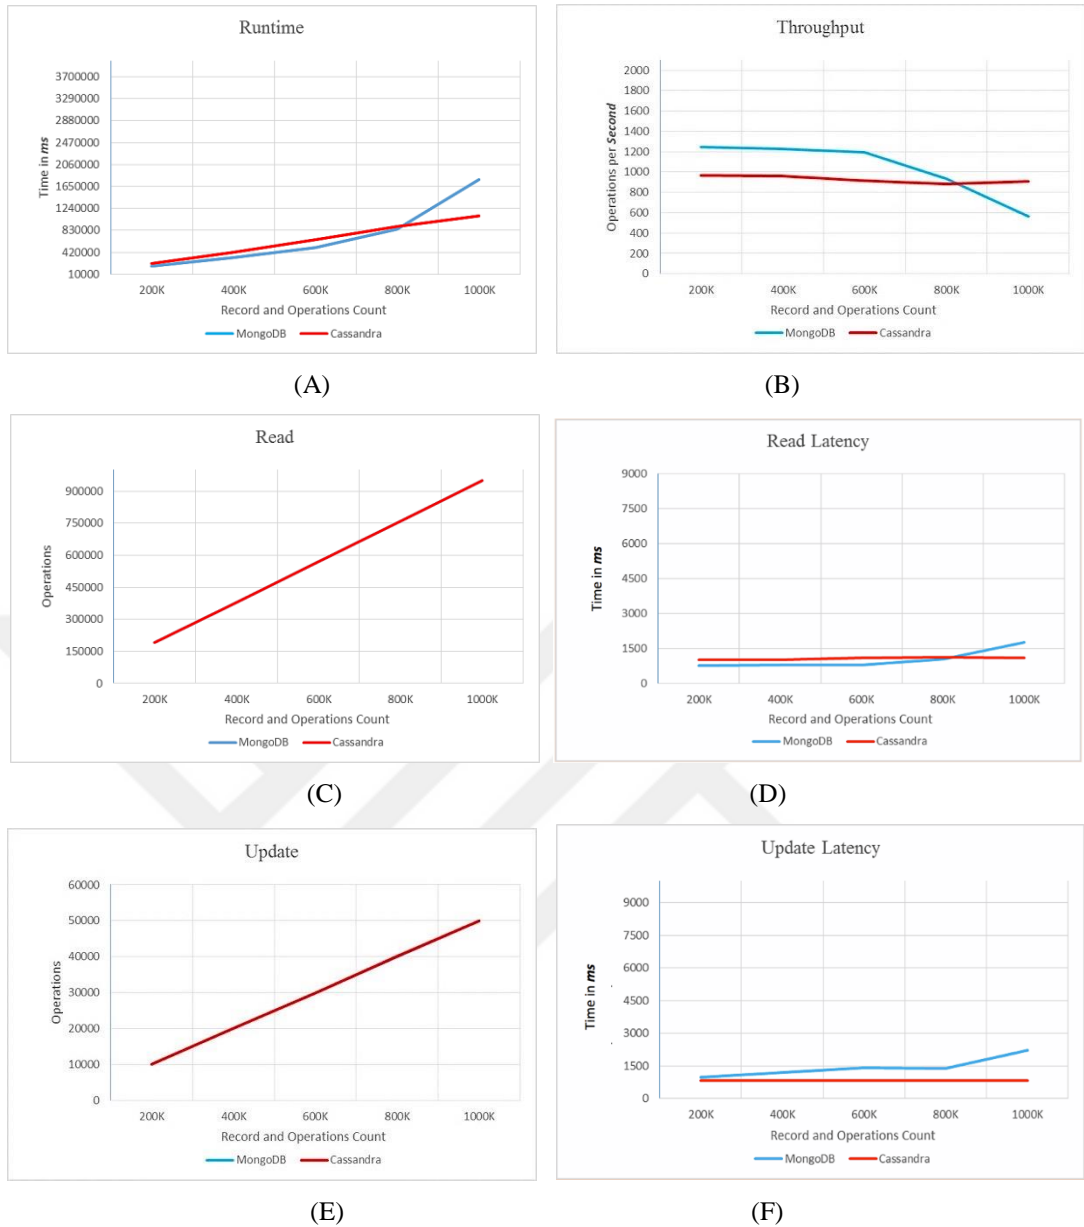 Runtime
Time in ms
3700000
3290000
2880000
2470000
2060000
1650000
1240000
830000
420000
10000
200K 400K 600K 800K 1000K
Record and Operations Count
MongoDB Cassandra
(A)
Throughput
Operations per Second
2000
1800
1600
1400
1200
1000
800
600
400
200
0
200K 400K 600K 800K 1000K
Record and Operations Count
MongoDB Cassandra
(B)
Read
Operations
900000
750000
600000
450000
300000
150000
0
200K 400K 600K 800K 1000K
Record and Operations Count
MongoDB Cassandra
(C)
Read Latency
Time in ms
9000
7500
6000
4500
3000
1500
0
200K 400K 600K 800K 1000K
Record and Operations Count
MongoDB Cassandra
(D)
Update
Operations
60000
50000
40000
30000
20000
10000
0
200K 400K 600K 800K 1000K
Record and Operations Count
MongoDB Cassandra
(E)
Update Latency
Time in ms
9000
7500
6000
4500
3000
1500
0
200K 400K 600K 800K 1000K
Record and Operations Count
MongoDB Cassandra
(F)